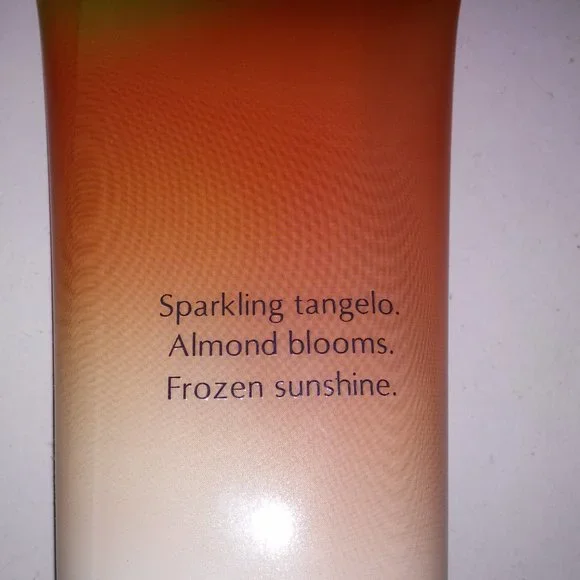 Sparkling tangelo.
Almond blooms.
Frozen sunshine.